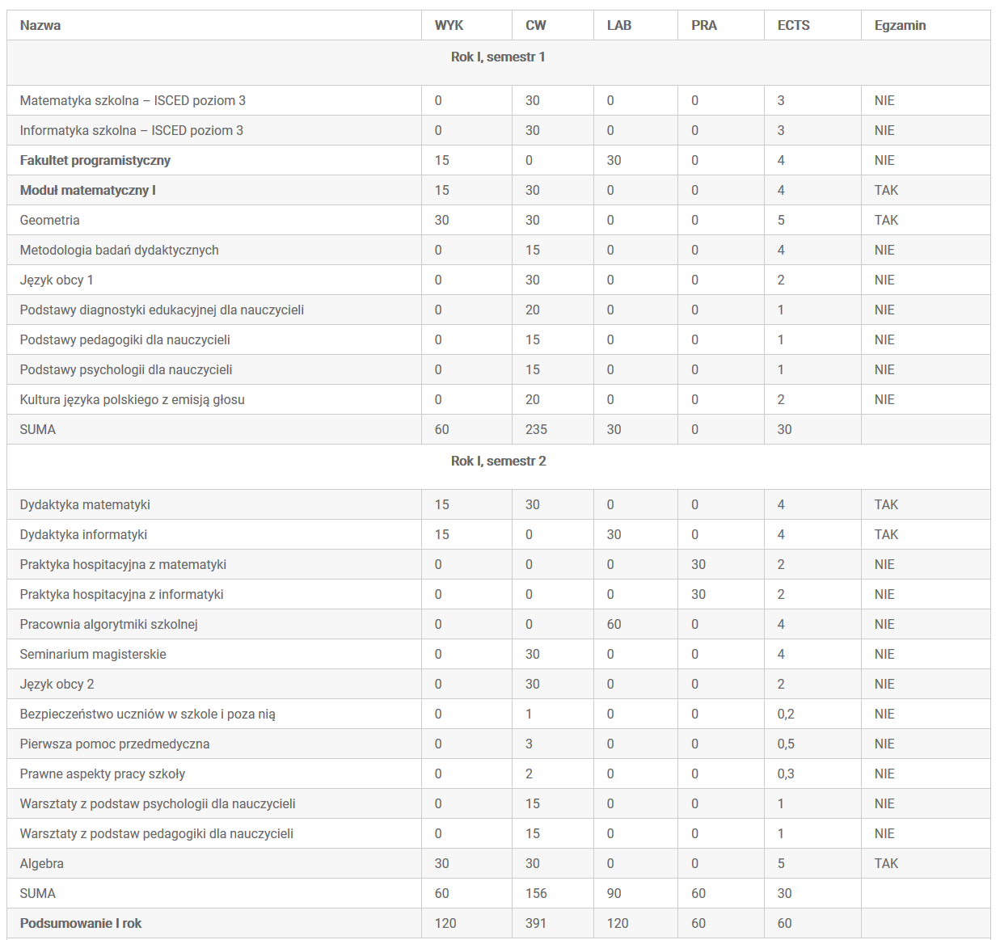 Nazwa WYK CW LAB PRA ECTS Egzamin
Rok I, semestr 1
Matematyka szkolna – ISCED poziom 3 0 30 0 0 3 NIE
Informatyka szkolna – ISCED poziom 3 0 30 0 0 3 NIE
Fakultet programistyczny 15 0 30 0 4 NIE
Moduł matematyczny I 15 30 0 0 4 TAK
Geometria 30 30 0 0 5 TAK
Metodologia badań dydaktycznych 0 15 0 0 4 NIE
Język obcy 1 0 30 0 0 2 NIE
Podstawy diagnostyki edukacyjnej dla nauczycieli 0 20 0 0 1 NIE
Podstawy pedagogiki dla nauczycieli 0 15 0 0 1 NIE
Podstawy psychologii dla nauczycieli 0 15 0 0 1 NIE
Kultura języka polskiego z emisją głosu 0 20 0 0 2 NIE
SUMA 60 235 30 0 30
Rok I, semestr 2
Dydaktyka matematyki 15 30 0 0 4 TAK
Dydaktyka informatyki 15 0 30 0 4 TAK
Praktyka hospitacyjna z matematyki 0 0 0 30 2 NIE
Praktyka hospitacyjna z informatyki 0 0 0 30 2 NIE
Pracownia algorytmiki szkolnej 0 0 60 0 4 NIE
Seminarium magisterskie 0 30 0 0 4 NIE
Język obcy 2 0 30 0 0 2 NIE
Bezpieczeństwo uczniów w szkole i poza nią 0 1 0 0 0,2 NIE
Pierwsza pomoc przedmedyczna 0 3 0 0 0,5 NIE
Prawne aspekty pracy szkoły 0 2 0 0 0,3 NIE
Warsztaty z podstaw psychologii dla nauczycieli 0 15 0 0 1 NIE
Warsztaty z podstaw pedagogiki dla nauczycieli 0 15 0 0 1 NIE
Algebra 30 30 0 0 5 TAK
SUMA 60 156 90 60 30
Podsumowanie I rok 120 391 120 60 60